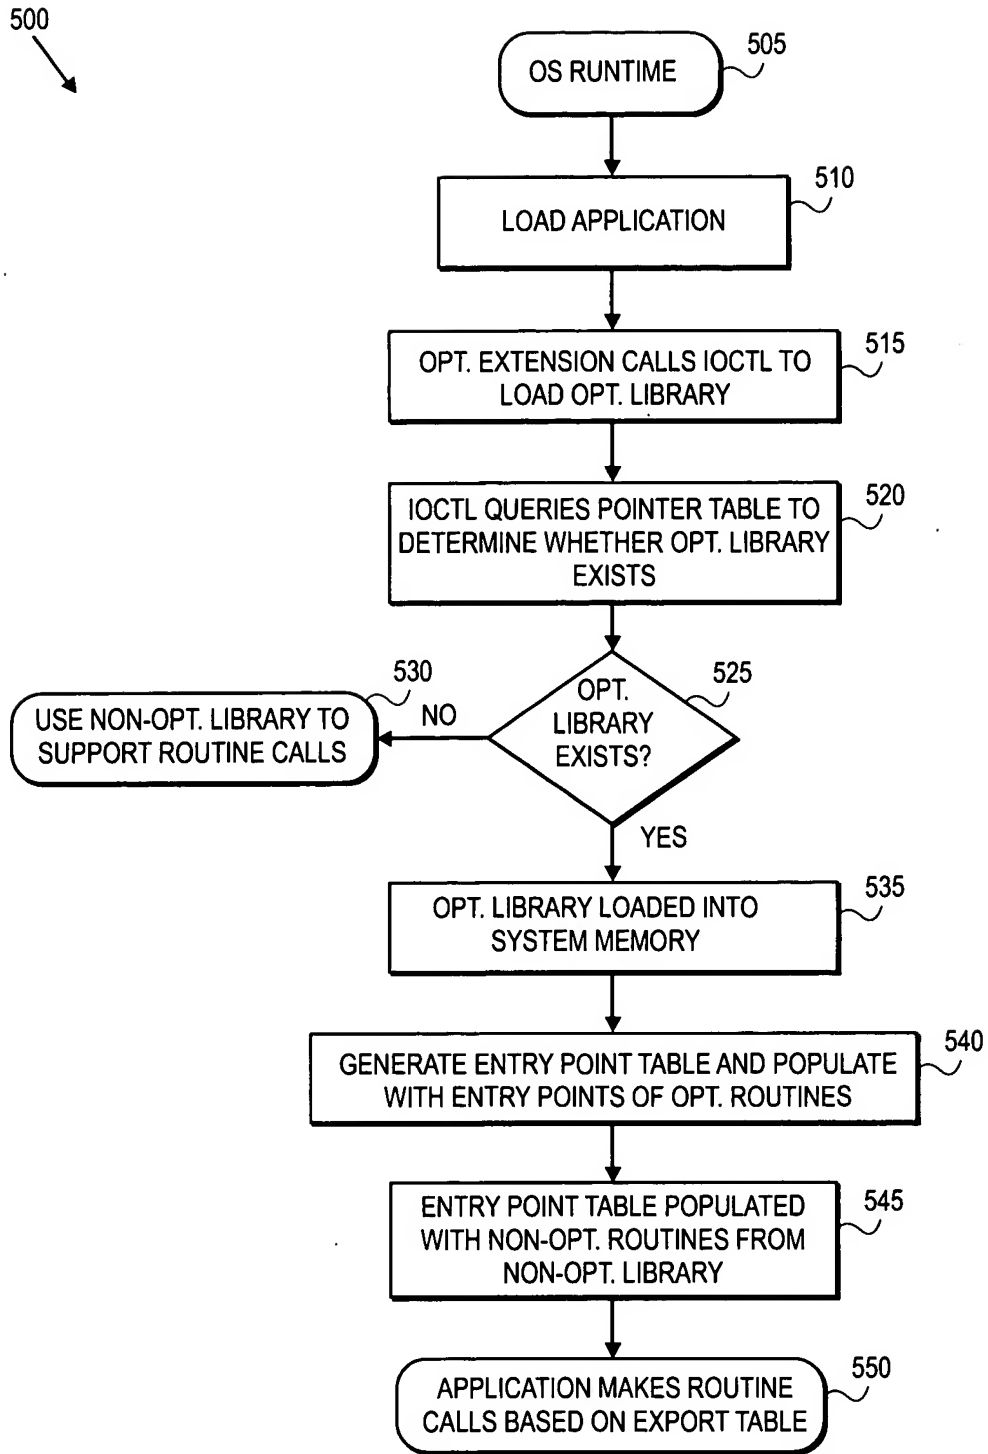 500
OS RUNTIME
505
LOAD APPLICATION
510
OPT. EXTENSION CALLS IOCTL TO
LOAD OPT. LIBRARY
515
IOCTL QUERIES POINTER TABLE TO
DETERMINE WHETHER OPT. LIBRARY
EXISTS
520
OPT.
LIBRARY
EXISTS?
525
NO
530
USE NON-OPT. LIBRARY TO
SUPPORT ROUTINE CALLS
YES
OPT. LIBRARY LOADED INTO
SYSTEM MEMORY
535
GENERATE ENTRY POINT TABLE AND POPULATE
WITH ENTRY POINTS OF OPT. ROUTINES
540
ENTRY POINT TABLE POPULATED
WITH NON-OPT. ROUTINES FROM
NON-OPT. LIBRARY
545
APPLICATION MAKES ROUTINE
CALLS BASED ON EXPORT TABLE
550